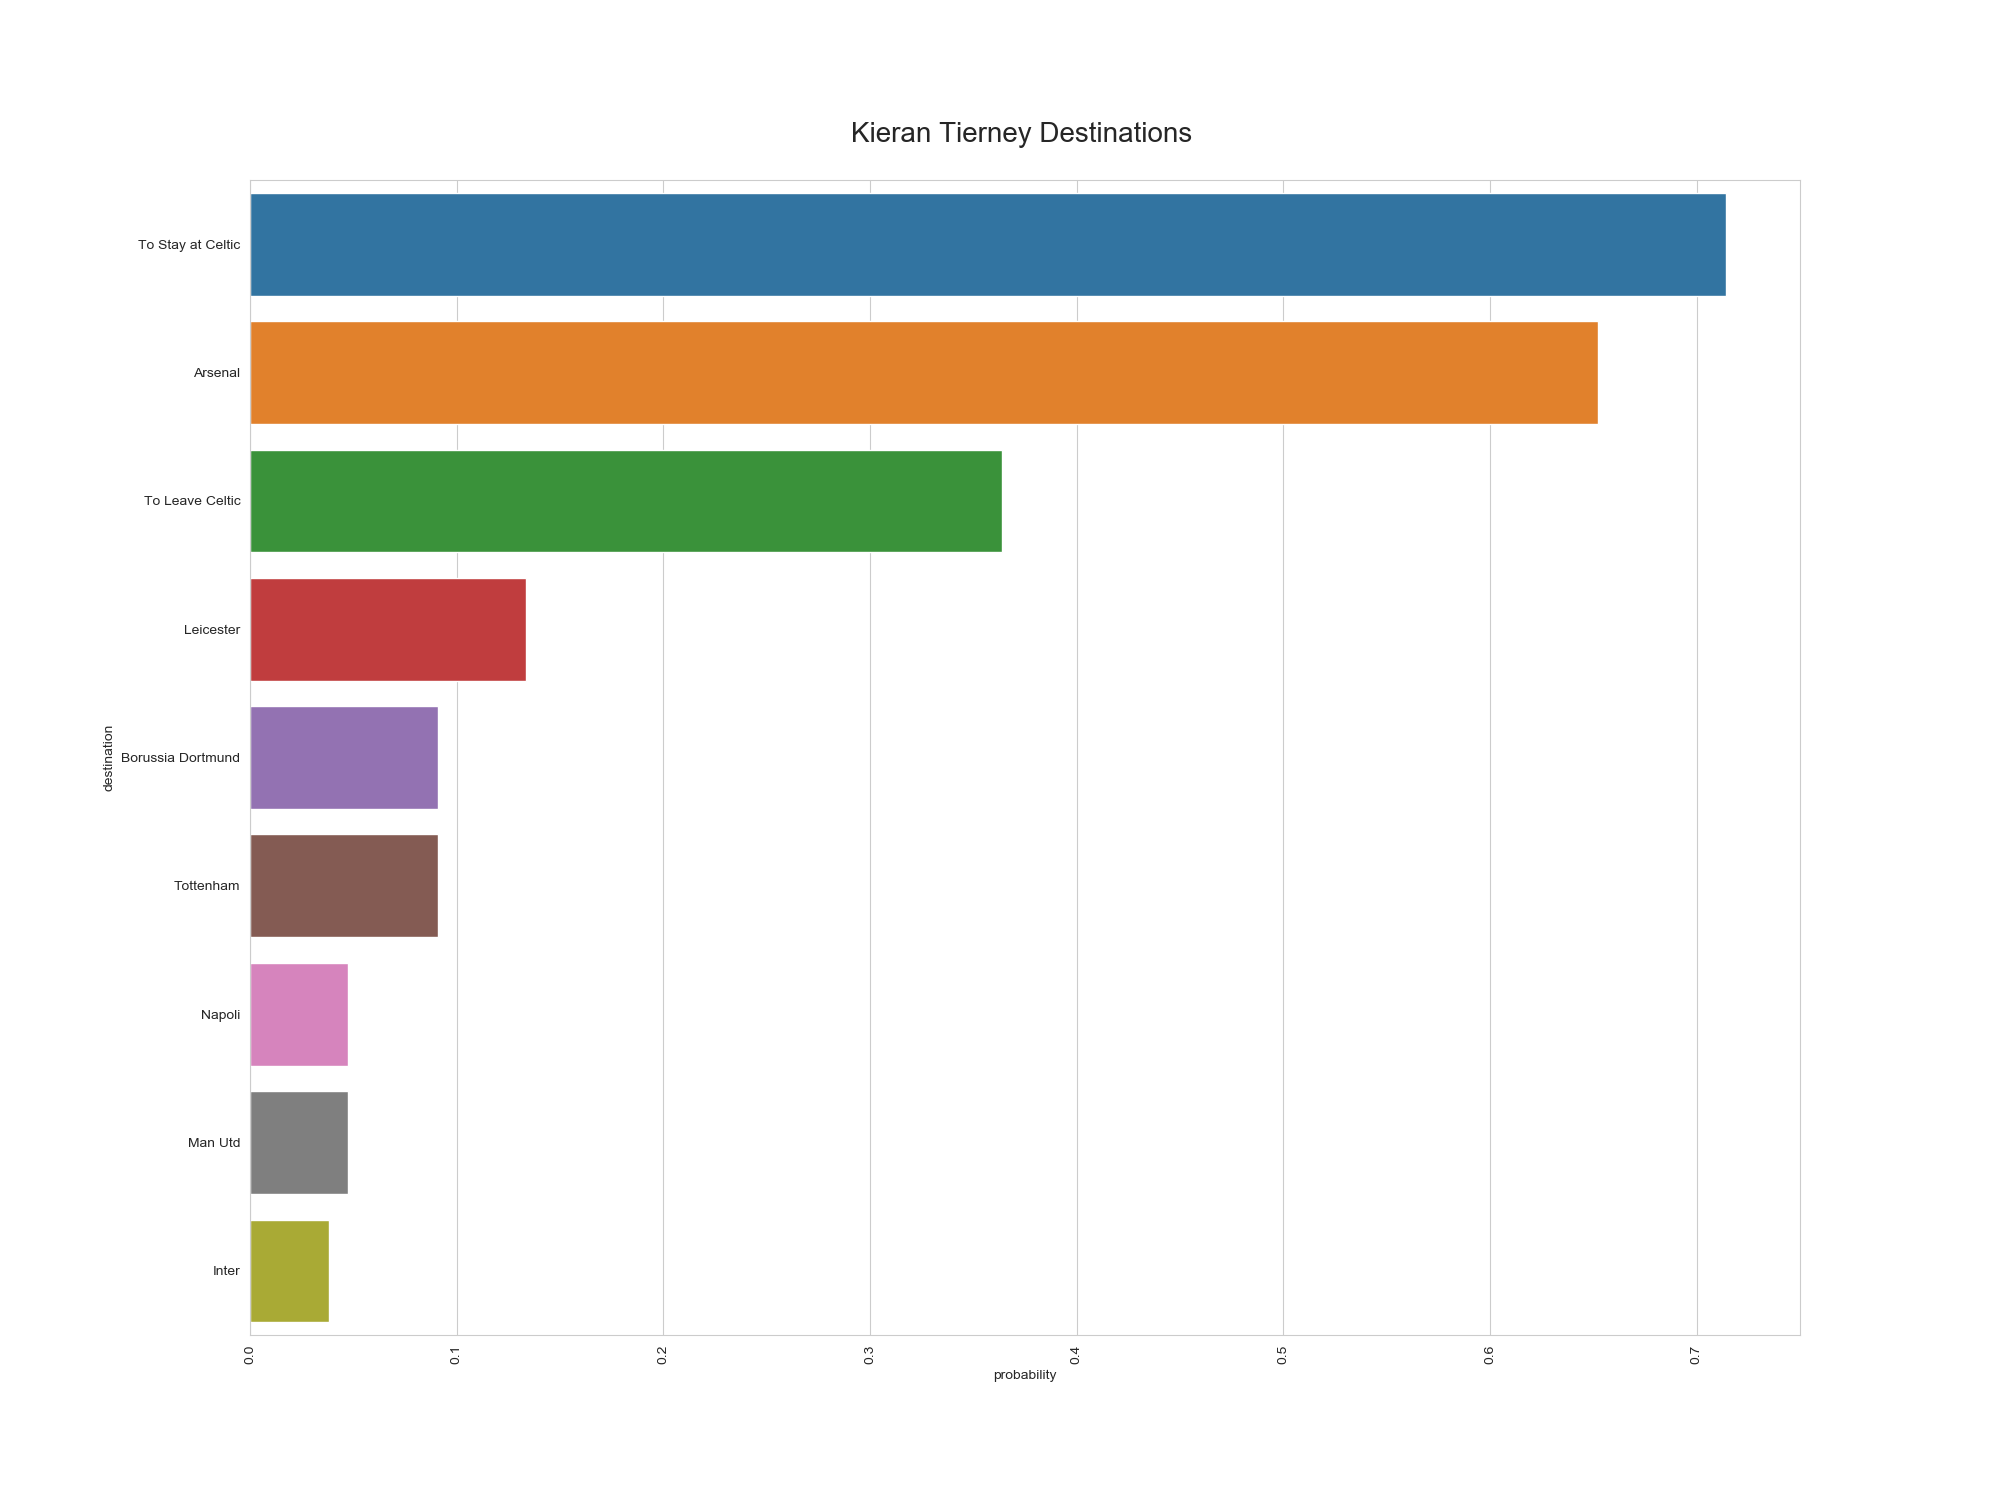 Kieran Tierney Destinations
To Stay at Celtic
Arsenal
To Leave Celtic
Leicester
Borussia Dortmund
Tottenham
Napoli
Man Utd
Inter
destination
0.0
0.1
0.2
0.3
0.4
0.5
0.6
0.7
probability